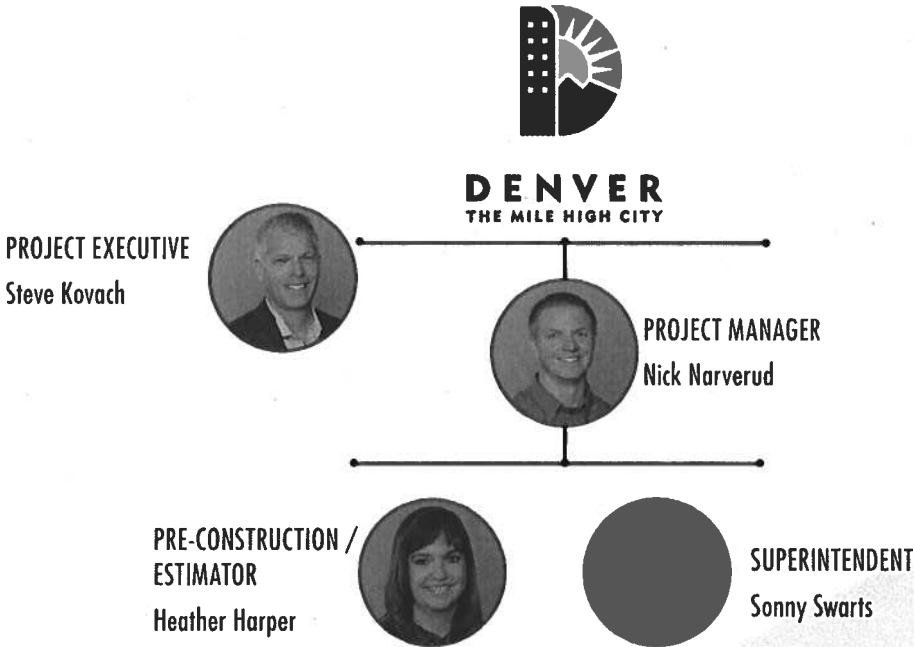 DENVER
THE MILE HIGH CITY
PROJECT EXECUTIVE
Steve Kovach
PROJECT MANAGER
Nick Narverud
PRE-CONSTRUCTION /
ESTIMATOR
Heather Harper
SUPERINTENDENT
Sonny Swarts